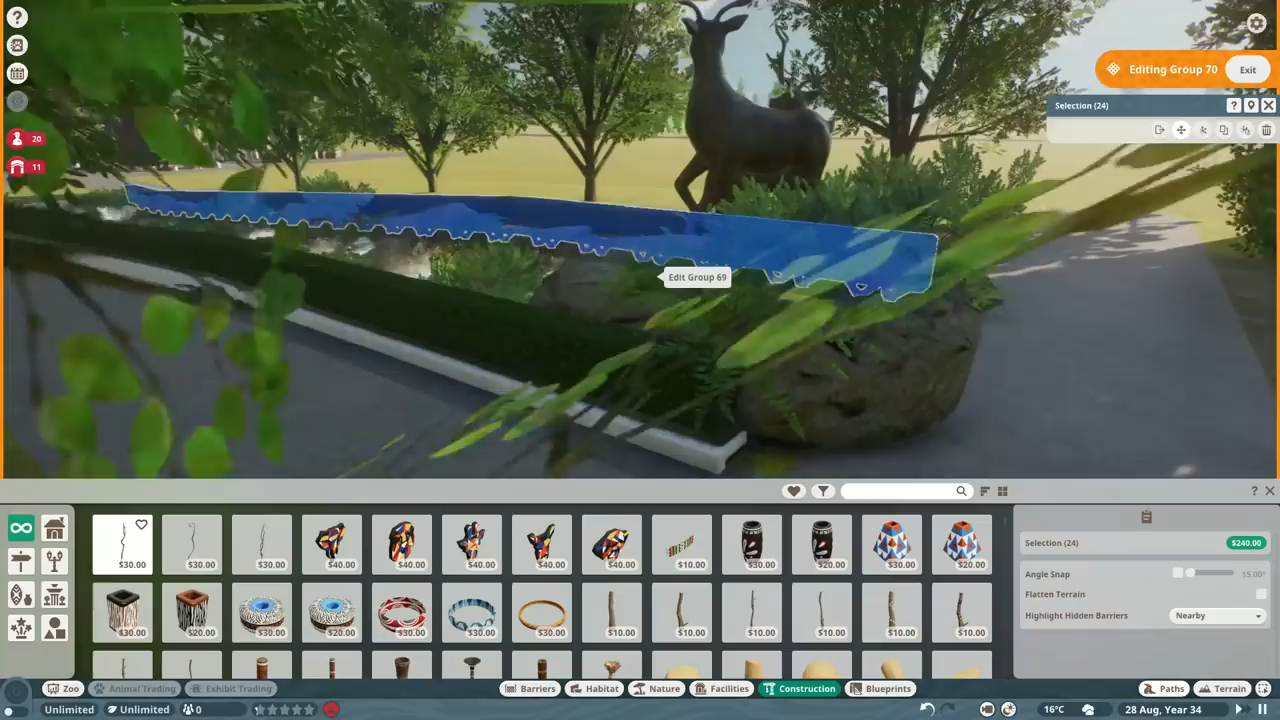 ?
Editing Group 70
Exit
Selection (24)
?
20
11
Edit Group 69
?
Selection (24)
$240.00
Angle Snap
15.00°
Flatten Terrain
Highlight Hidden Barriers
Nearby
$30.00 $30.00 $30.00 $40.00 $40.00 $40.00 $40.00 $40.00 $10.00 $30.00 $20.00 $30.00 $20.00
$30.00 $20.00 $30.00 $20.00 $30.00 $30.00 $30.00 $10.00 $10.00 $10.00 $10.00 $10.00 $10.00
Zoo
Animal Trading
Exhibit Trading
Barriers
Habitat
Nature
Facilities
Construction
Blueprints
Paths
Terrain
Unlimited
Unlimited
0
16°C
28 Aug, Year 34